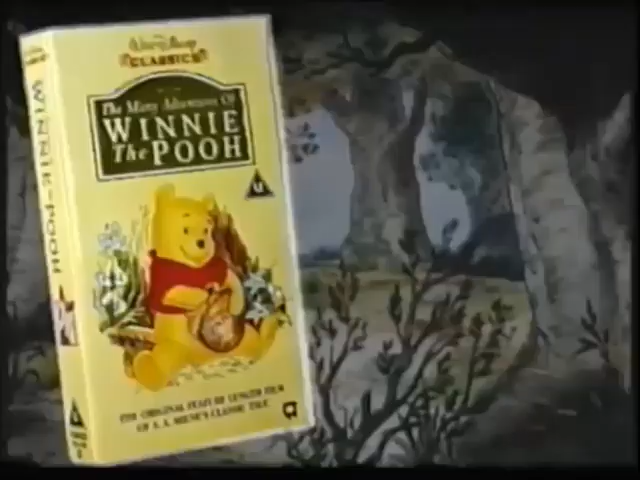 Walt Disney
CLASSICS
The Many Adventures Of
WINNIE
The POOH
U
WINNIE THE POOH
THE ORIGINAL FEATURE LENGTH FILM
OF A. A. MILNE'S CLASSIC TALE
U